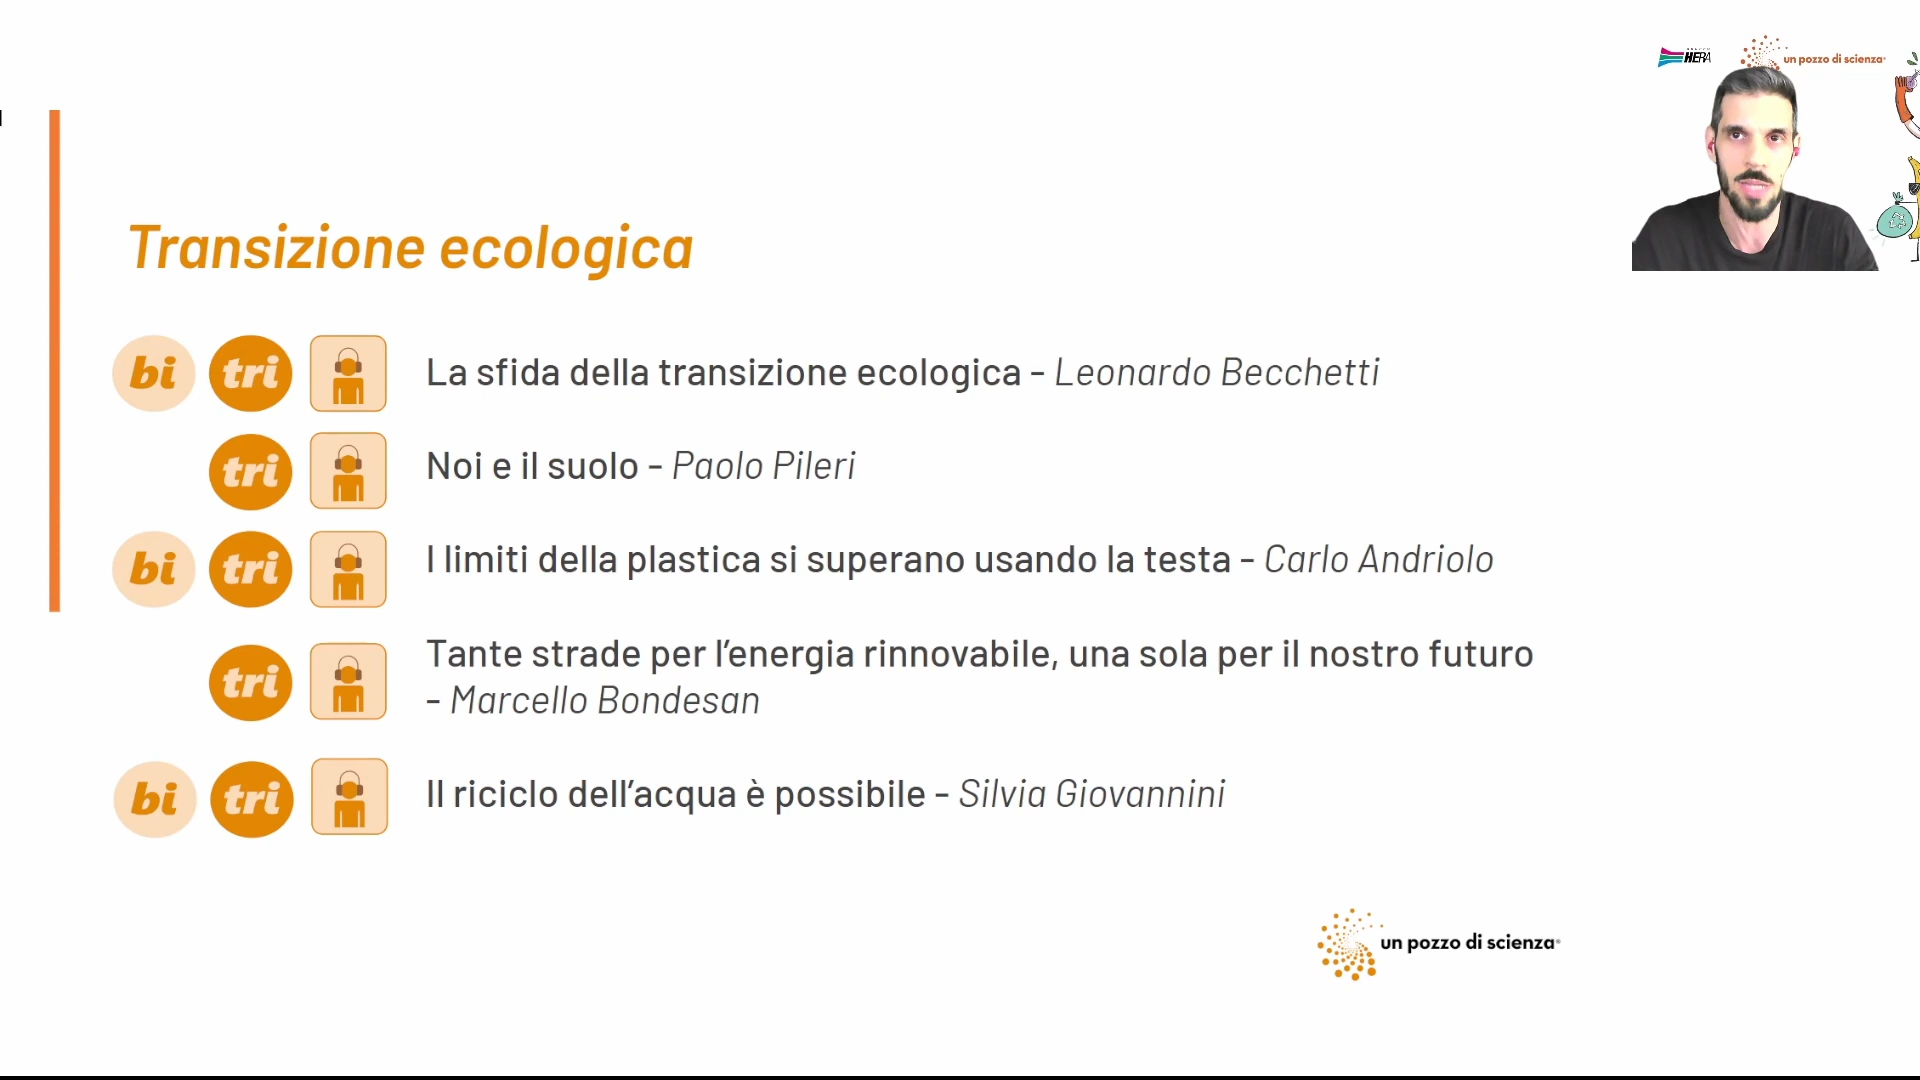 HERA
un pozzo di scienza
Transizione ecologica
bi tri La sfida della transizione ecologica - Leonardo Becchetti
tri Noi e il suolo - Paolo Pileri
bi tri I limiti della plastica si superano usando la testa - Carlo Andriolo
tri Tante strade per l’energia rinnovabile, una sola per il nostro futuro
- Marcello Bondesan
bi tri Il riciclo dell’acqua è possibile - Silvia Giovannini
un pozzo di scienza®